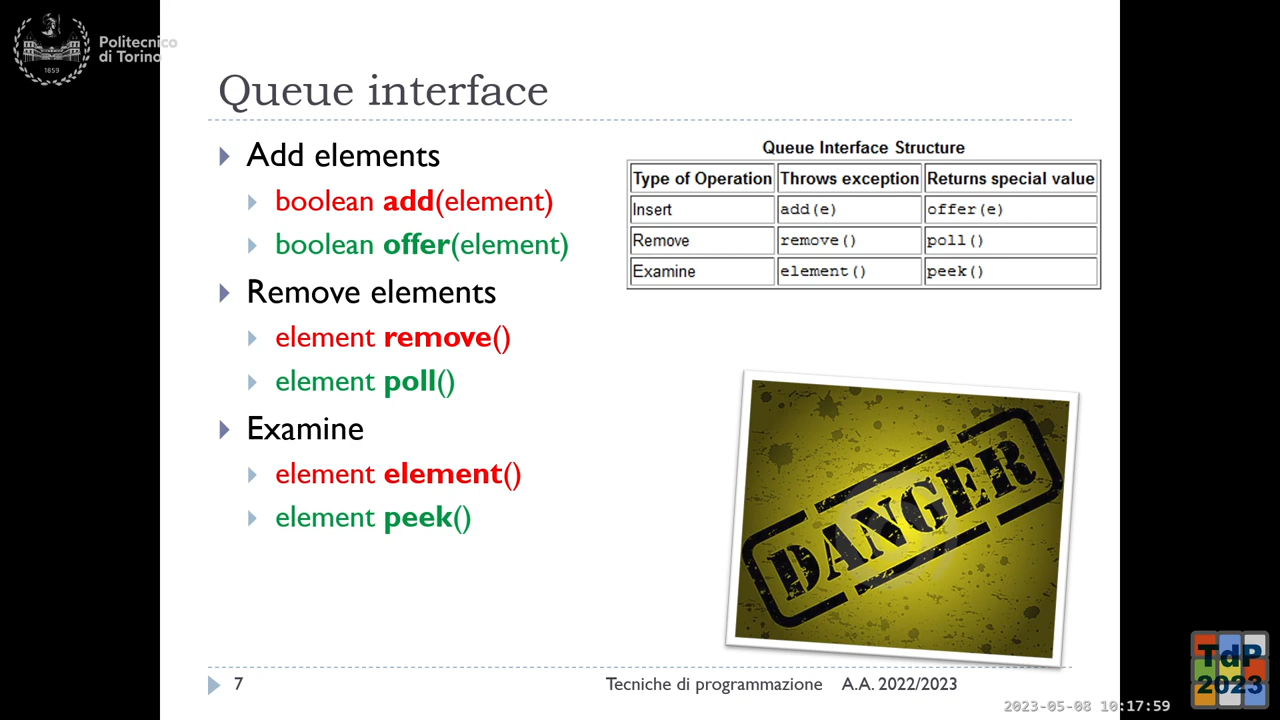 Politecnico
di Torino
1859
Queue interface
Add elements
boolean add(element)
boolean offer(element)
Remove elements
element remove()
element poll()
Examine
element element()
element peek()
Queue Interface Structure
Type of Operation Throws exception Returns special value
Insert add(e) offer(e)
Remove remove() poll()
Examine element() peek()
DANGER
7 Tecniche di programmazione A.A. 2022/2023
TdP
2023
2023-05-08 10:17:59